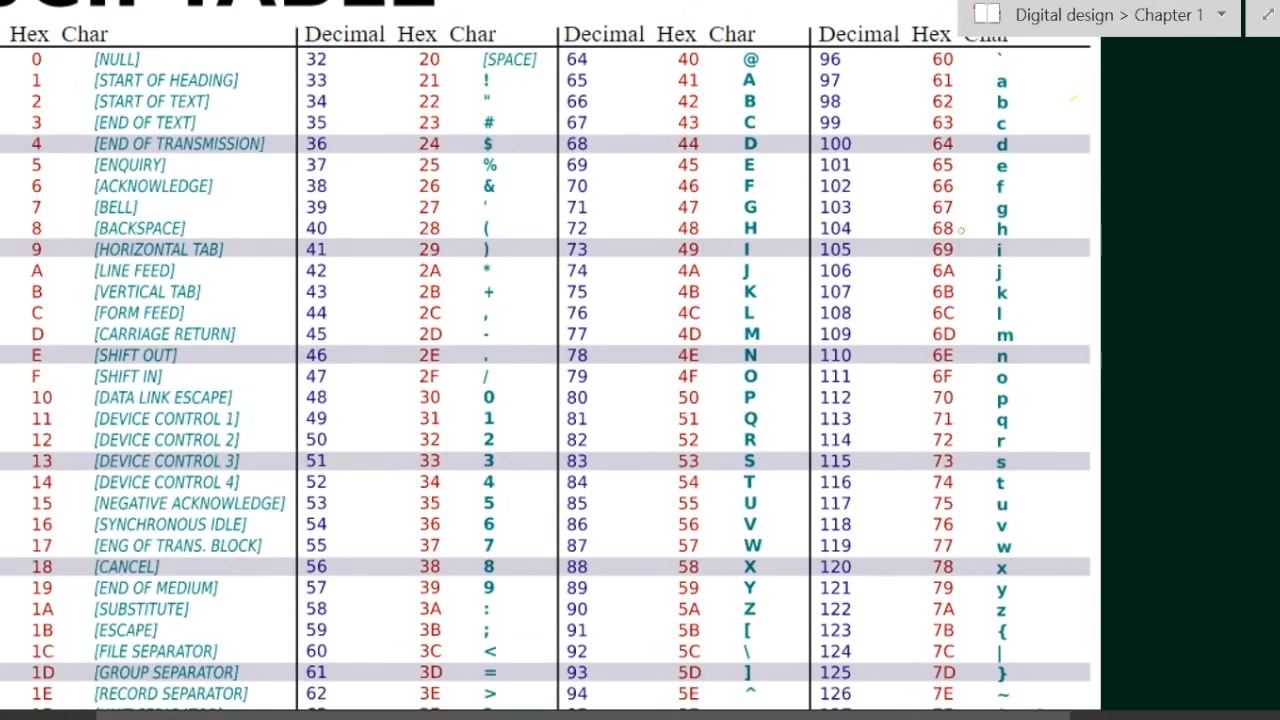 Digital design > Chapter 1
Hex Char Decimal Hex Char Decimal Hex Char Decimal Hex Char
0 [NULL] 32 20 [SPACE] 64 40 @ 96 60 `
1 [START OF HEADING] 33 21 ! 65 41 A 97 61 a
2 [START OF TEXT] 34 22 " 66 42 B 98 62 b
3 [END OF TEXT] 35 23 # 67 43 C 99 63 c
4 [END OF TRANSMISSION] 36 24 $ 68 44 D 100 64 d
5 [ENQUIRY] 37 25 % 69 45 E 101 65 e
6 [ACKNOWLEDGE] 38 26 & 70 46 F 102 66 f
7 [BELL] 39 27 ' 71 47 G 103 67 g
8 [BACKSPACE] 40 28 ( 72 48 H 104 68 h
9 [HORIZONTAL TAB] 41 29 ) 73 49 I 105 69 i
A [LINE FEED] 42 2A * 74 4A J 106 6A j
B [VERTICAL TAB] 43 2B + 75 4B K 107 6B k
C [FORM FEED] 44 2C , 76 4C L 108 6C l
D [CARRIAGE RETURN] 45 2D - 77 4D M 109 6D m
E [SHIFT OUT] 46 2E . 78 4E N 110 6E n
F [SHIFT IN] 47 2F / 79 4F O 111 6F o
10 [DATA LINK ESCAPE] 48 30 0 80 50 P 112 70 p
11 [DEVICE CONTROL 1] 49 31 1 81 51 Q 113 71 q
12 [DEVICE CONTROL 2] 50 32 2 82 52 R 114 72 r
13 [DEVICE CONTROL 3] 51 33 3 83 53 S 115 73 s
14 [DEVICE CONTROL 4] 52 34 4 84 54 T 116 74 t
15 [NEGATIVE ACKNOWLEDGE] 53 35 5 85 55 U 117 75 u
16 [SYNCHRONOUS IDLE] 54 36 6 86 56 V 118 76 v
17 [ENG OF TRANS. BLOCK] 55 37 7 87 57 W 119 77 w
18 [CANCEL] 56 38 8 88 58 X 120 78 x
19 [END OF MEDIUM] 57 39 9 89 59 Y 121 79 y
1A [SUBSTITUTE] 58 3A : 90 5A Z 122 7A z
1B [ESCAPE] 59 3B ; 91 5B [ 123 7B {
1C [FILE SEPARATOR] 60 3C < 92 5C \ 124 7C |
1D [GROUP SEPARATOR] 61 3D = 93 5D ] 125 7D }
1E [RECORD SEPARATOR] 62 3E > 94 5E ^ 126 7E ~